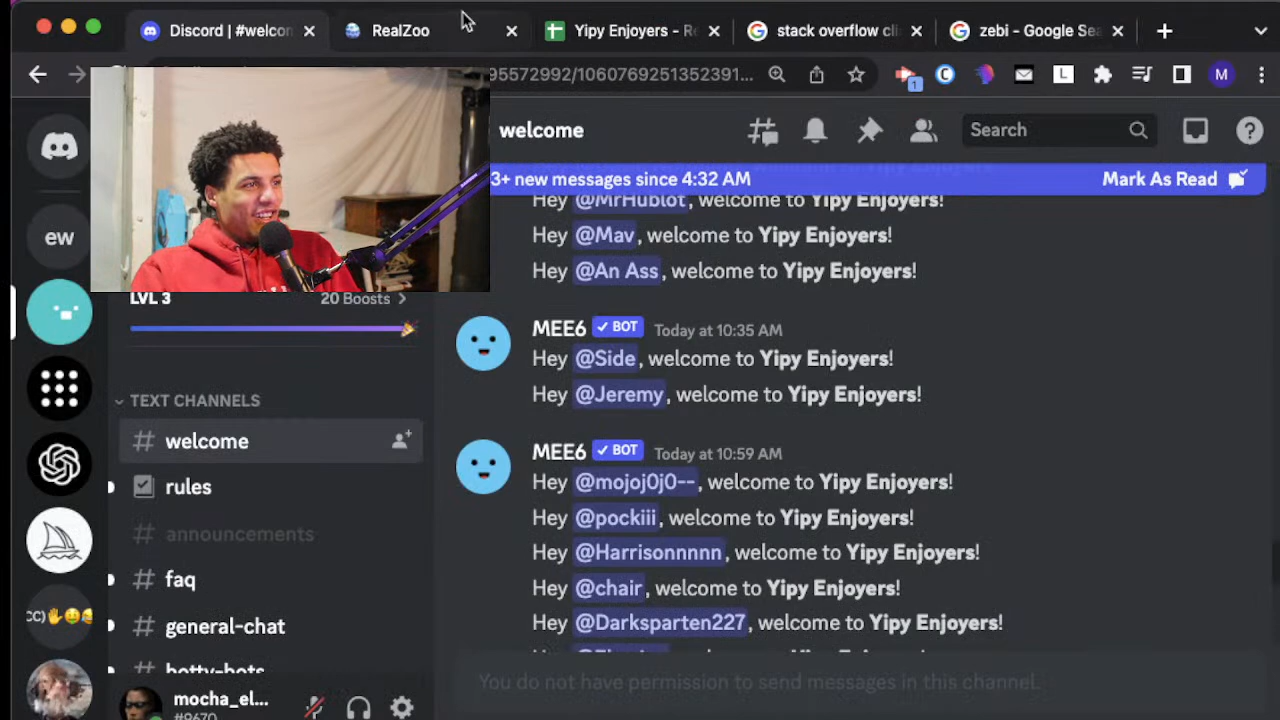 Discord | #welcon
RealZoo
Yipy Enjoyers - Re
stack overflow cli
zebi - Google Sea
95572992/1060769251352391...
1
C
L
M
welcome
Search
3+ new messages since 4:32 AM
Mark As Read
Hey @MrHublot, welcome to Yipy Enjoyers!
Hey @Mav, welcome to Yipy Enjoyers!
Hey @An Ass, welcome to Yipy Enjoyers!
ew
LVL 3
20 Boosts
MEE6 BOT Today at 10:35 AM
Hey @Side, welcome to Yipy Enjoyers!
Hey @Jeremy, welcome to Yipy Enjoyers!
TEXT CHANNELS
welcome
rules
announcements
faq
general-chat
botty-bots
MEE6 BOT Today at 10:59 AM
Hey @mojoj0j0--, welcome to Yipy Enjoyers!
Hey @pockiii, welcome to Yipy Enjoyers!
Hey @Harrisonnnnn, welcome to Yipy Enjoyers!
Hey @chair, welcome to Yipy Enjoyers!
Hey @Darksparten227, welcome to Yipy Enjoyers!
CC)
mocha_el...
#9670
You do not have permission to send messages in this channel.